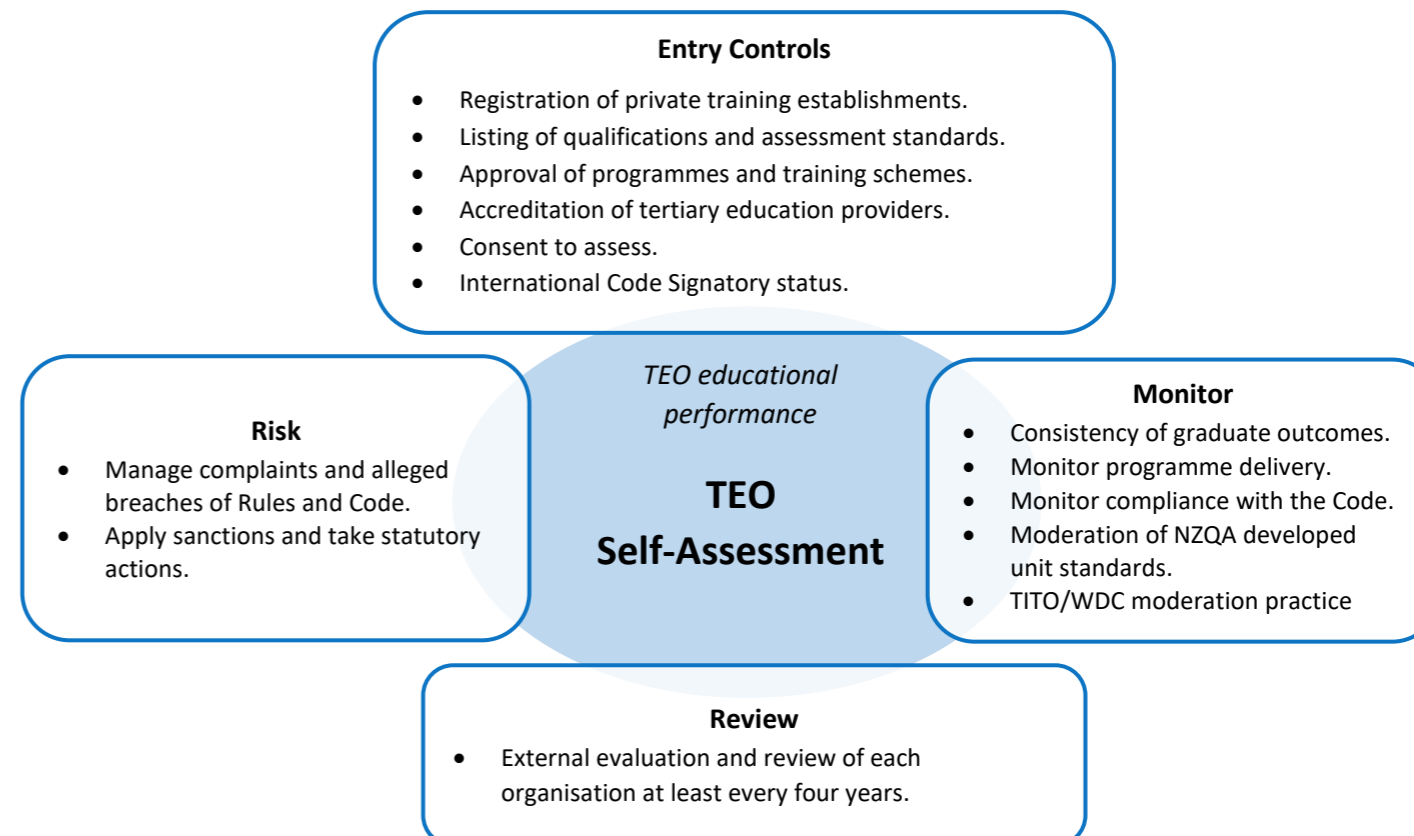 Entry Controls
• Registration of private training establishments.
• Listing of qualifications and assessment standards.
• Approval of programmes and training schemes.
• Accreditation of tertiary education providers.
• Consent to assess.
• International Code Signatory status.
TEO educational
performance
TEO
Self-Assessment
Risk
• Manage complaints and alleged
breaches of Rules and Code.
• Apply sanctions and take statutory
actions.
Monitor
• Consistency of graduate outcomes.
• Monitor programme delivery.
• Monitor compliance with the Code.
• Moderation of NZQA developed
unit standards.
• TITO/WDC moderation practice
Review
• External evaluation and review of each
organisation at least every four years.